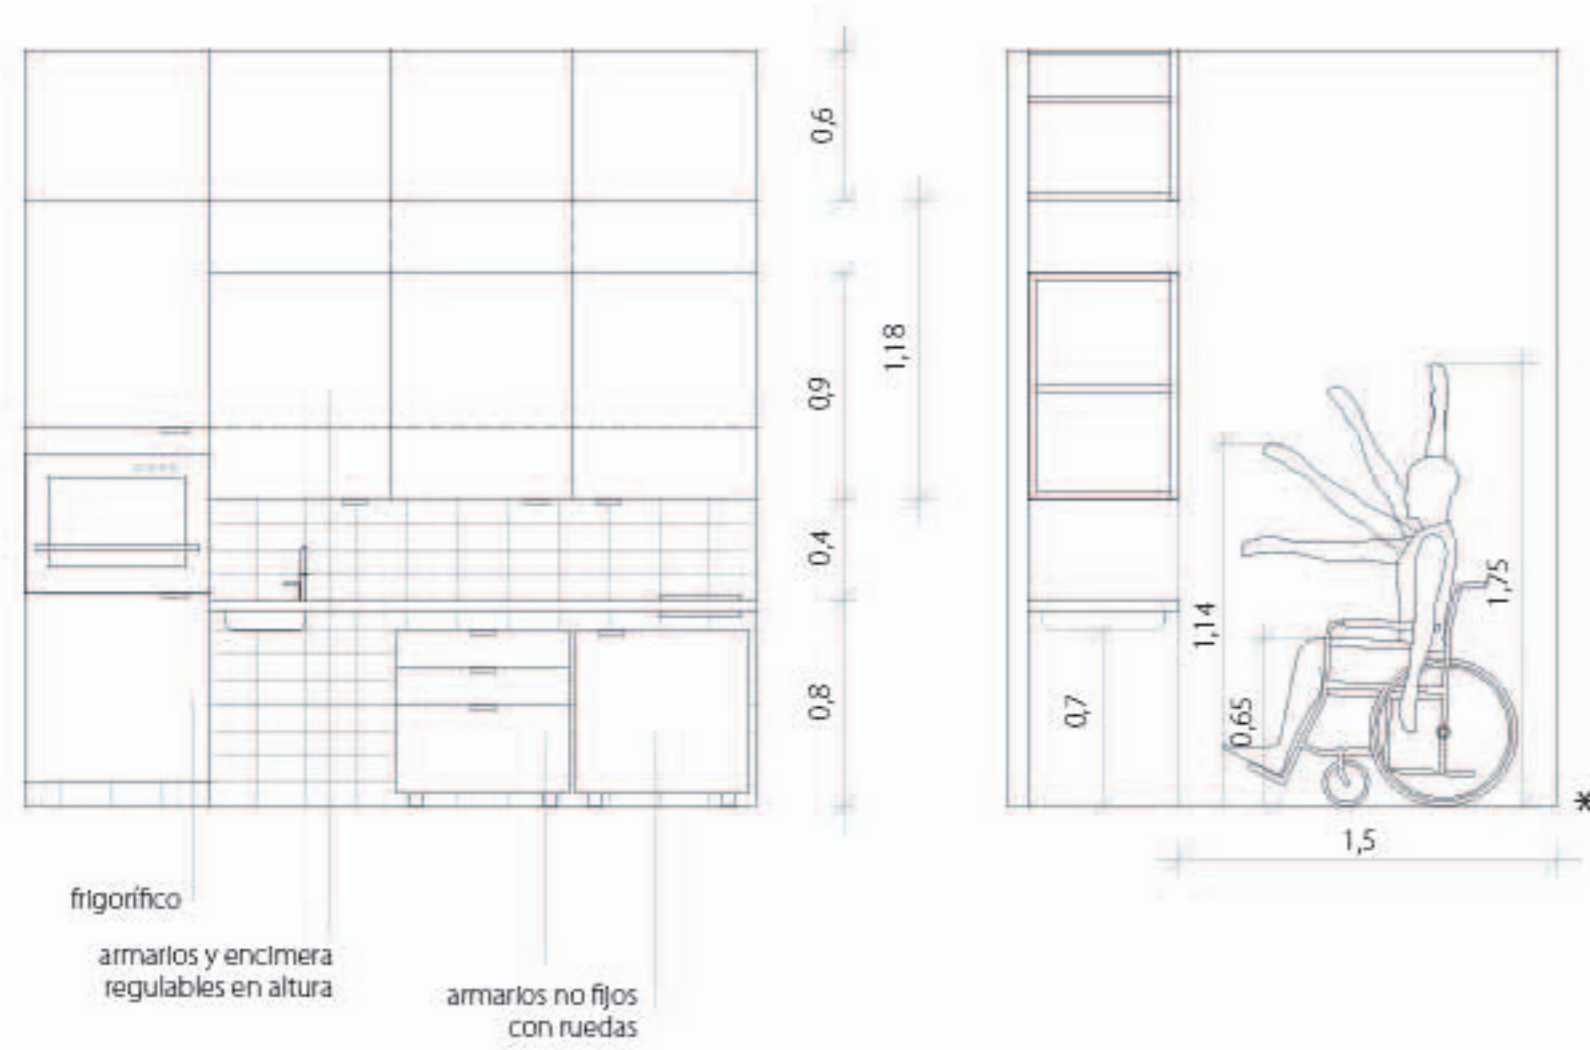 0,6
1,18
0,9
0,4
0,8
1,14
0,65
0,7
1,75
*
1,5
frigorífico
armarios y encimera
regulables en altura
armarios no fijos
con ruedas